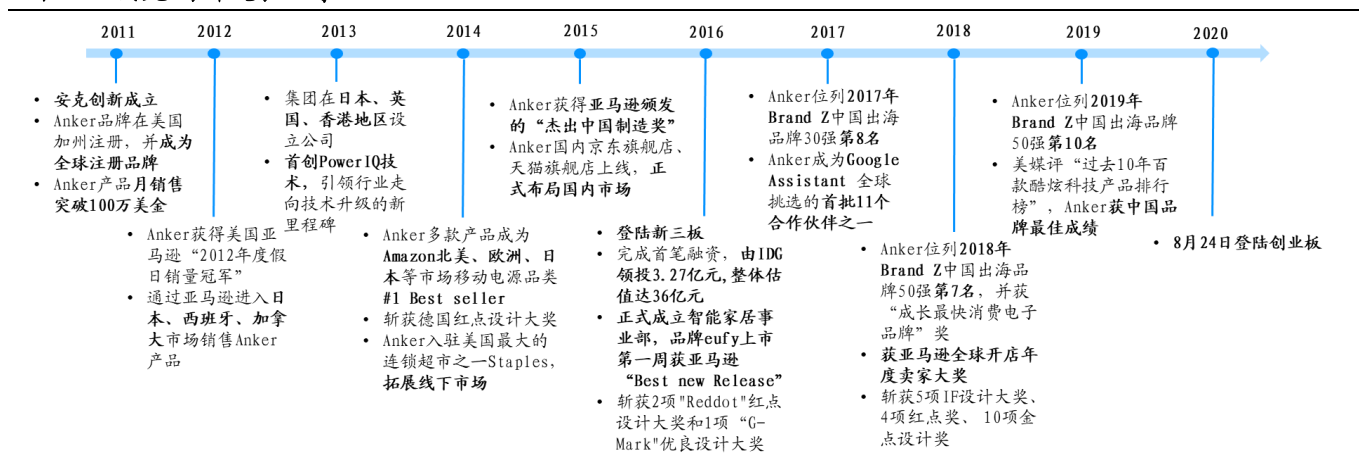 2011
2012
2013
2014
2015
2016
2017
2018
2019
2020
• 安克创新成立
• Anker品牌在美国
加州注册，并成为
全球注册品牌
• Anker产品月销售
突破100万美金
• Anker获得美国亚
马逊“2012年度假
日销量冠军”
• 通过亚马逊进入日
本、西班牙、加拿
大市场销售Anker
产品
• 集团在日本、英
国、香港地区设
立公司
• 首创PowerIQ技
术，引领行业走
向技术升级的新
里程碑
• Anker多款产品成为
Amazon北美、欧洲、日
本等市场移动电源品类
#1 Best seller
• 斩获德国红点设计大奖
• Anker入驻美国最大的
连锁超市之一Staples，
拓展线下市场
• Anker获得亚马逊颁发
的“杰出中国制造奖”
• Anker国内京东旗舰店、
天猫旗舰店上线，正
式布局国内市场
• 登陆新三板
• 完成首笔融资，由IDG
领投3.27亿元,整体估
值达36亿元
• 正式成立智能家居事
业部，品牌eufy上市
第一周获亚马逊
“Best new Release”
• 斩获2项"Reddot"红点
设计大奖和1项“G-
Mark"优良设计大奖
• Anker位列2017年
Brand Z中国出海
品牌30强第8名
• Anker成为Google
Assistant 全球
挑选的首批11个
合作伙伴之一
• Anker位列2018年
Brand Z中国出海品
牌50强第7名，并获
“成长最快消费电子
品牌”奖
• 获亚马逊全球开店年
度卖家大奖
• 斩获5项IF设计大奖、
4项红点奖、 10项金
点设计奖
• Anker位列2019年
Brand Z中国出海品牌
50强第10名
• 美媒评“过去10年百
款酷炫科技产品排行
榜”，Anker获中国品
牌最佳成绩
• 8月24日登陆创业板